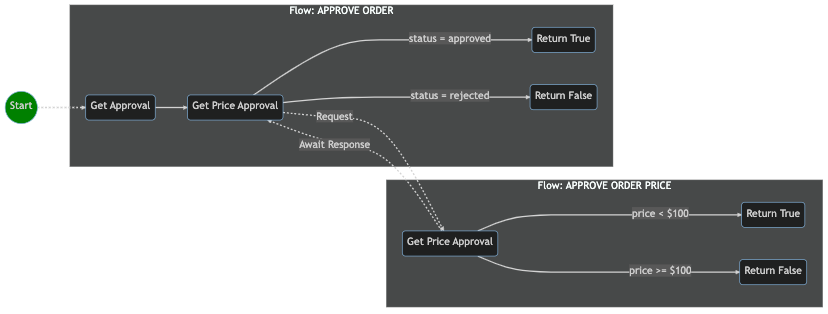 Flow: APPROVE ORDER
status = approved
Return True
Start
Get Approval
Get Price Approval
status = rejected
Return False
Request
Await Response
Flow: APPROVE ORDER PRICE
Get Price Approval
price < $100
Return True
price >= $100
Return False